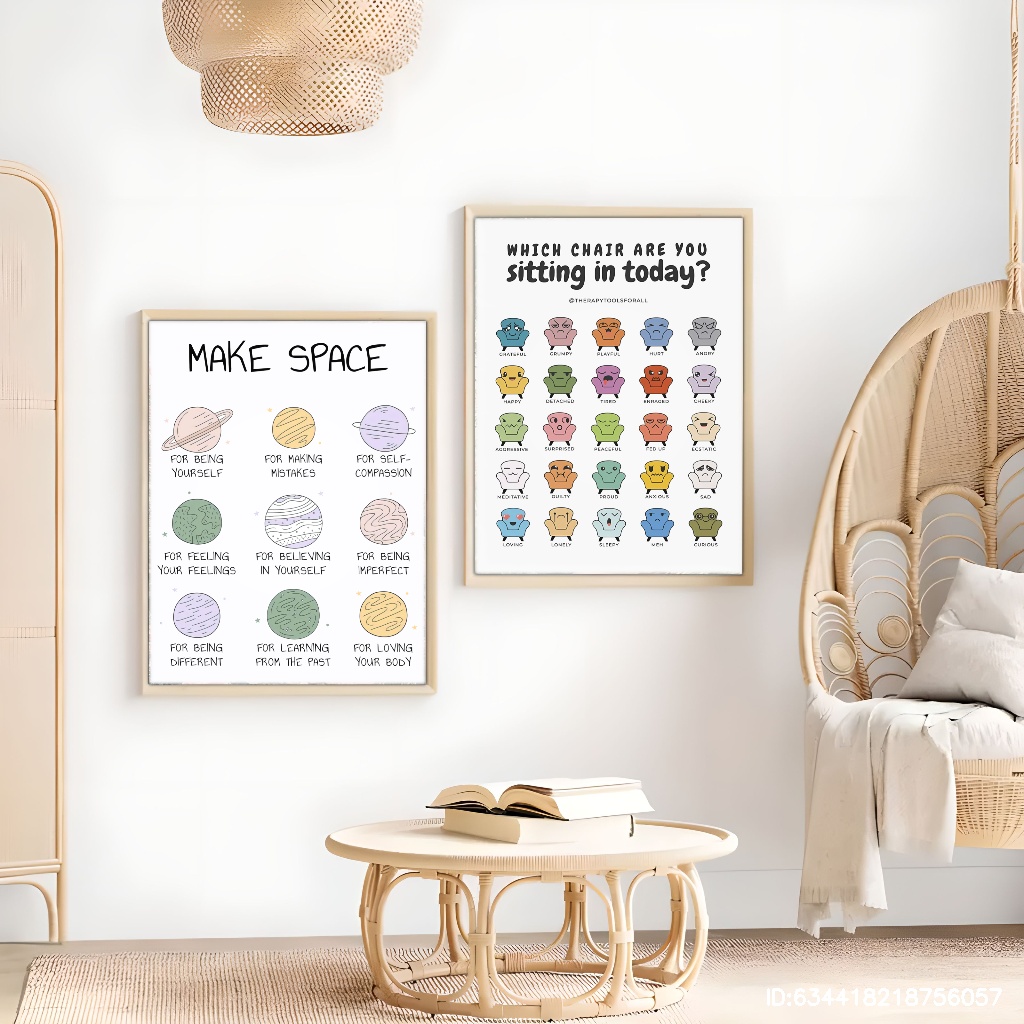 MAKE SPACE
FOR BEING
YOURSELF
FOR MAKING
MISTAKES
FOR SELF-
COMPASSION
FOR FEELING
YOUR FEELINGS
FOR BELIEVING
IN YOURSELF
FOR BEING
IMPERFECT
FOR BEING
DIFFERENT
FOR LEARNING
FROM THE PAST
FOR LOVING
YOUR BODY
WHICH CHAIR ARE YOU
sitting in today?
@THERAPYTOOLSFORALL
GRATEFUL
GRUMPY
PLAYFUL
HURT
ANGRY
HAPPY
DETACHED
TIRED
ENRAGED
CHEEKY
AGGRESSIVE
SURPRISED
PEACEFUL
FED UP
ECSTATIC
MEDITATIVE
GUILTY
PROUD
ANXIOUS
SAD
LOVING
LONELY
SLEEPY
MEH
CURIOUS
ID:634418218756057